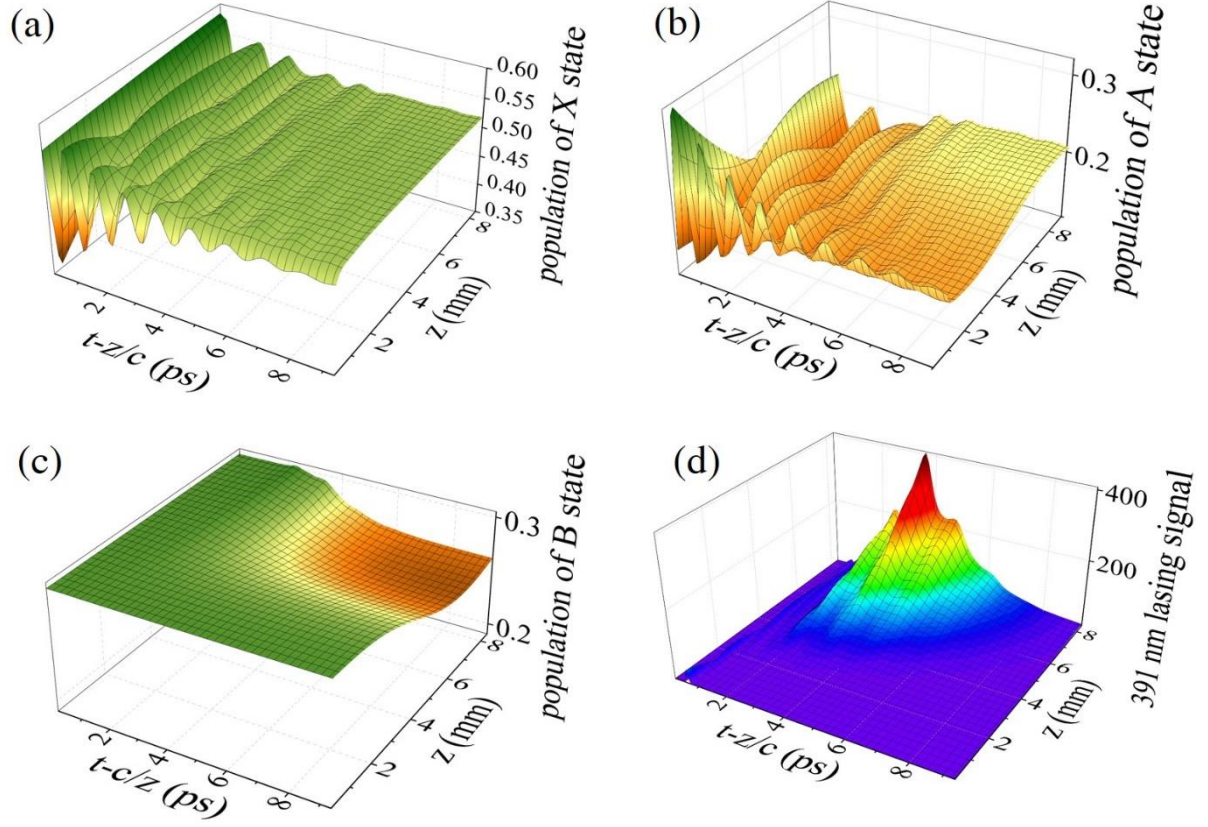 (a)
0.60
0.55
0.50
0.45
0.40
0.35
population of X state
8
6
4
2
z (mm)
2
4
6
8
t-z/c (ps)
(b)
0.3
0.2
population of A state
8
6
4
2
z (mm)
2
4
6
8
t-z/c (ps)
(c)
0.3
0.2
population of B state
8
6
4
2
z (mm)
2
4
6
8
t-c/z (ps)
(d)
400
200
391 nm lasing signal
8
6
4
2
z (mm)
2
4
6
8
t-z/c (ps)